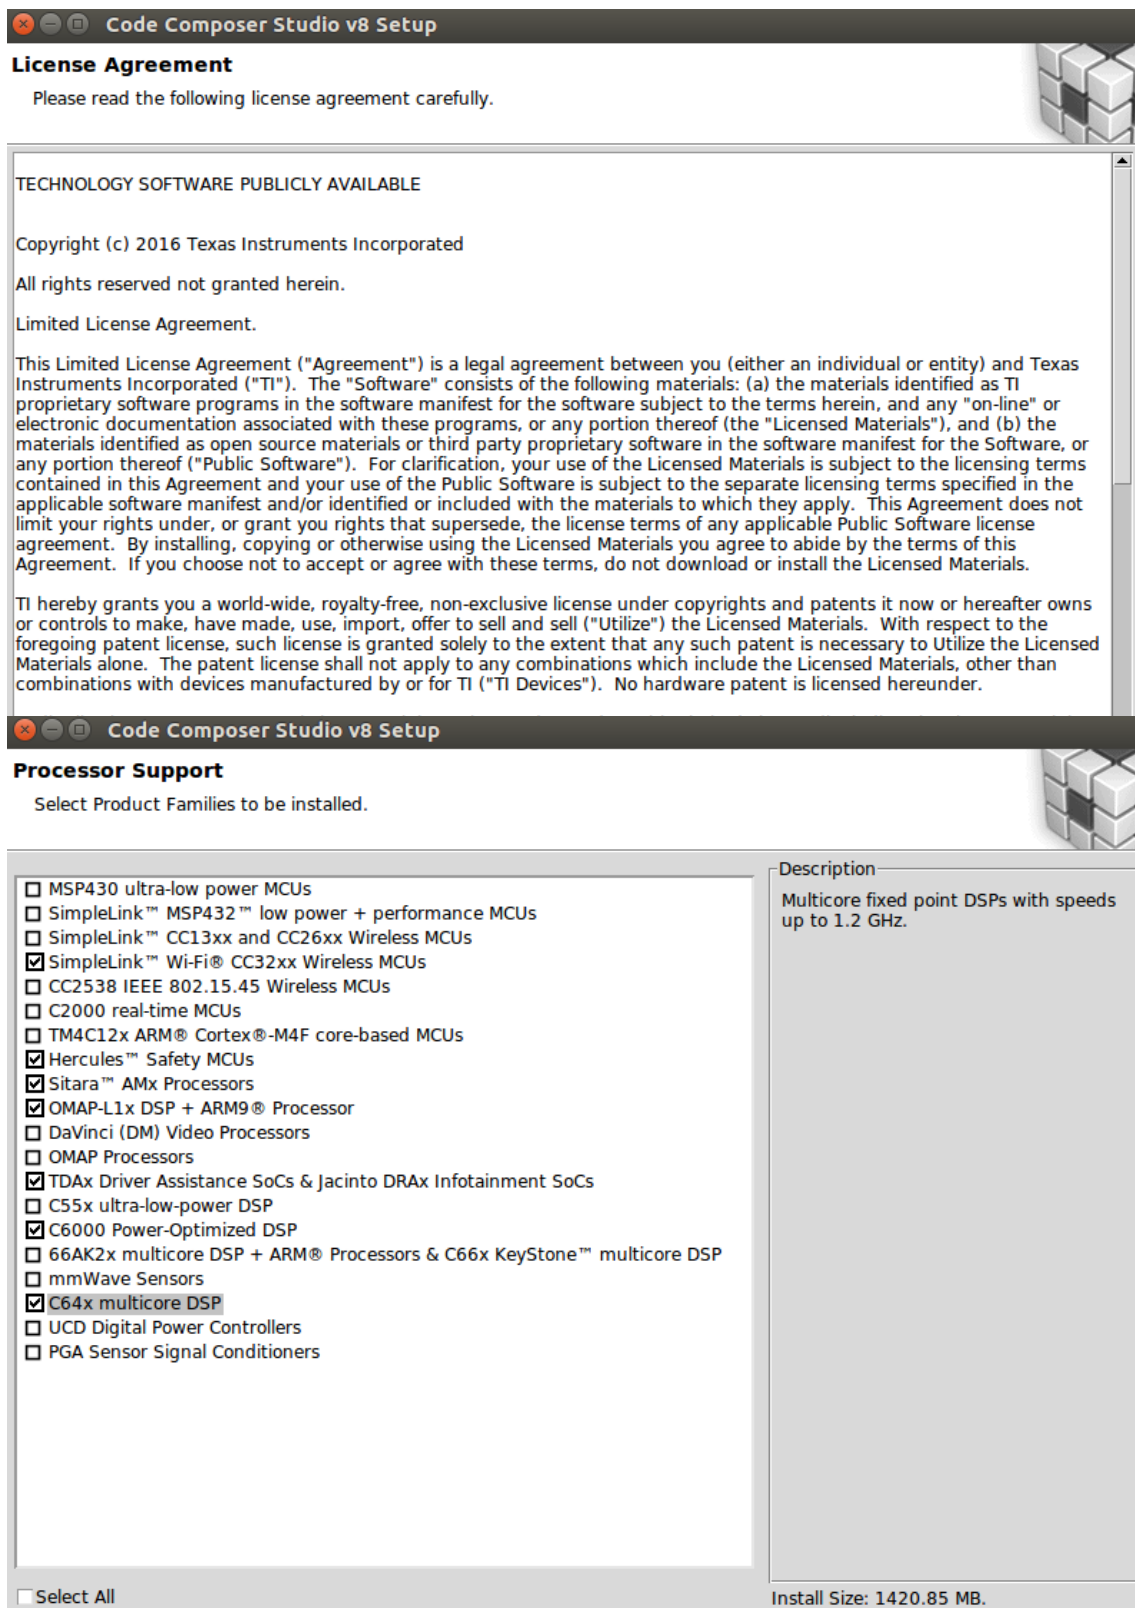 Code Composer Studio v8 Setup
License Agreement
Please read the following license agreement carefully.
TECHNOLOGY SOFTWARE PUBLICLY AVAILABLE
Copyright (c) 2016 Texas Instruments Incorporated
All rights reserved not granted herein.
Limited License Agreement.
This Limited License Agreement ("Agreement") is a legal agreement between you (either an individual or entity) and Texas
Instruments Incorporated ("TI").  The "Software" consists of the following materials: (a) the materials identified as TI
proprietary software programs in the software manifest for the software subject to the terms herein, and any "on-line" or
electronic documentation associated with these programs, or any portion thereof (the "Licensed Materials"), and (b) the
materials identified as open source materials or third party proprietary software in the software manifest for the Software, or
any portion thereof ("Public Software").  For clarification, your use of the Licensed Materials is subject to the licensing terms
contained in this Agreement and your use of the Public Software is subject to the separate licensing terms specified in the
applicable software manifest and/or identified or included with the materials to which they apply.  This Agreement does not
limit your rights under, or grant you rights that supersede, the license terms of any applicable Public Software license
agreement.  By installing, copying or otherwise using the Licensed Materials you agree to abide by the terms of this
Agreement.  If you choose not to accept or agree with these terms, do not download or install the Licensed Materials.
TI hereby grants you a world-wide, royalty-free, non-exclusive license under copyrights and patents it now or hereafter owns
or controls to make, have made, use, import, offer to sell and sell ("Utilize") the Licensed Materials.  With respect to the
foregoing patent license, such license is granted solely to the extent that any such patent is necessary to Utilize the Licensed
Materials alone.  The patent license shall not apply to any combinations which include the Licensed Materials, other than
combinations with devices manufactured by or for TI ("TI Devices").  No hardware patent is licensed hereunder.
Code Composer Studio v8 Setup
Processor Support
Select Product Families to be installed.
MSP430 ultra-low power MCUs
SimpleLink™ MSP432™ low power + performance MCUs
SimpleLink™ CC13xx and CC26xx Wireless MCUs
SimpleLink™ Wi-Fi® CC32xx Wireless MCUs
CC2538 IEEE 802.15.45 Wireless MCUs
C2000 real-time MCUs
TM4C12x ARM® Cortex®-M4F core-based MCUs
Hercules™ Safety MCUs
Sitara™ AMx Processors
OMAP-L1x DSP + ARM9® Processor
DaVinci (DM) Video Processors
OMAP Processors
TDAx Driver Assistance SoCs & Jacinto DRAx Infotainment SoCs
C55x ultra-low-power DSP
C6000 Power-Optimized DSP
66AK2x multicore DSP + ARM® Processors & C66x KeyStone™ multicore DSP
mmWave Sensors
C64x multicore DSP
UCD Digital Power Controllers
PGA Sensor Signal Conditioners
Select All
Description
Multicore fixed point DSPs with speeds
up to 1.2 GHz.
Install Size: 1420.85 MB.